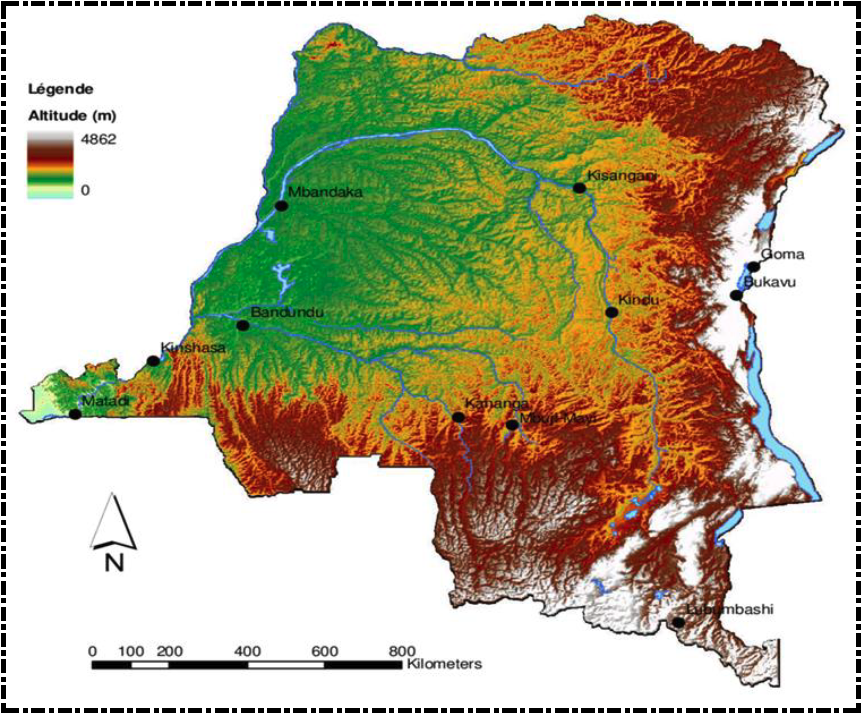 Légende
Altitude (m)
4862
0
Mbandaka
Kisangani
Goma
Bukavu
Kindu
Bandundu
Kinshasa
Matadi
Kananga
Mbuji Mayi
Lubumbashi
N
0 100 200 400 600 800
Kilometers